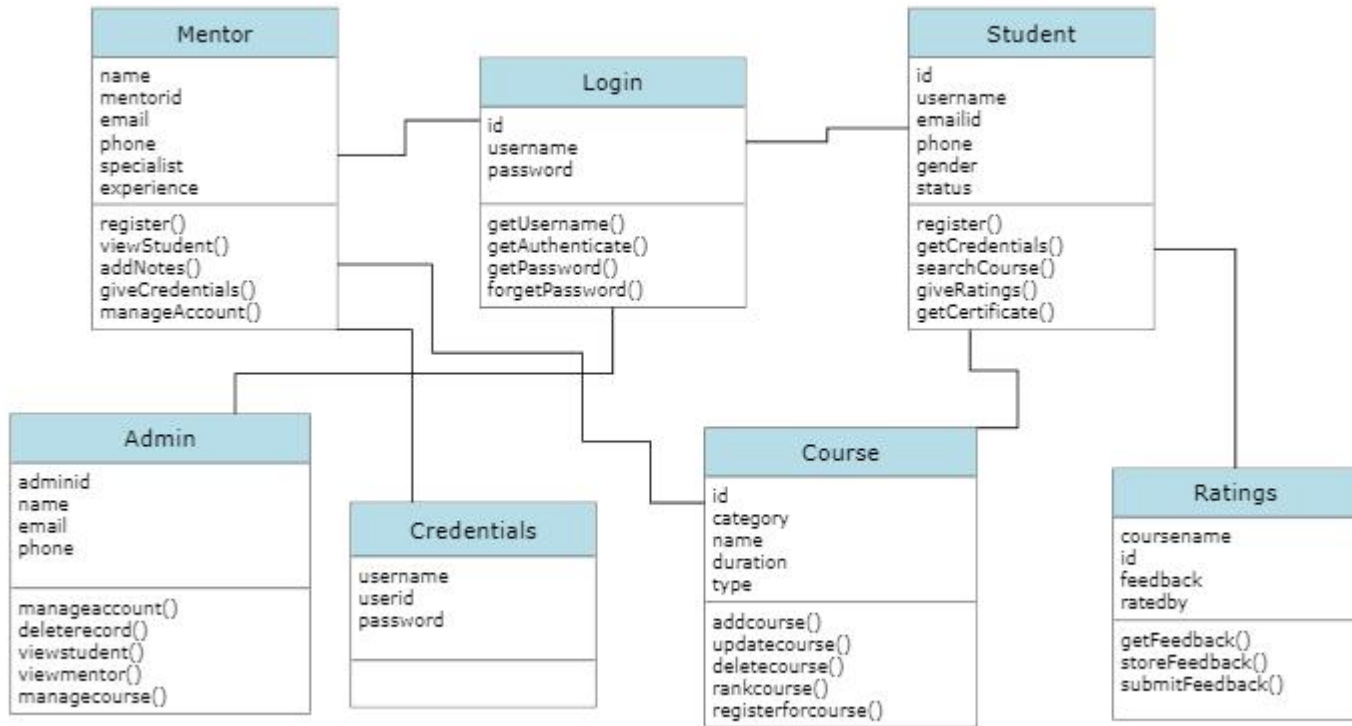 Mentor
name
mentorid
email
phone
specialist
experience
register()
viewStudent()
addNotes()
giveCredentials()
manageAccount()
Login
id
username
password
getUsername()
getAuthenticate()
getPassword()
forgetPassword()
Student
id
username
emailid
phone
gender
status
register()
getCredentials()
searchCourse()
giveRatings()
getCertificate()
Admin
adminid
name
email
phone
manageaccount()
deleterecord()
viewstudent()
viewmentor()
managecourse()
Credentials
username
userid
password
Course
id
category
name
duration
type
addcourse()
updatecourse()
deletecourse()
rankcourse()
registerforcourse()
Ratings
coursename
id
feedback
ratedby
getFeedback()
storeFeedback()
submitFeedback()